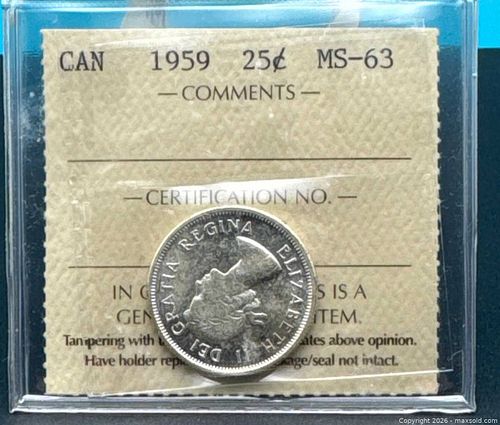 CAN 1959 25¢ MS-63
— COMMENTS —
— CERTIFICATION NO. —
ELIZABETH II DEI GRATIA REGINA
IN S IS A
GEN ITEM.
Tampering with ates above opinion.
Have holder age/seal not intact.
Copyright 2026 - maxsold.com